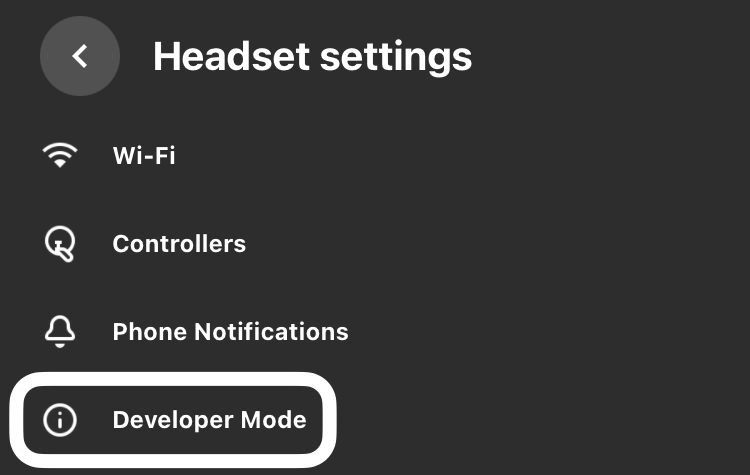 Headset settings
Wi-Fi
Controllers
Phone Notifications
Developer Mode